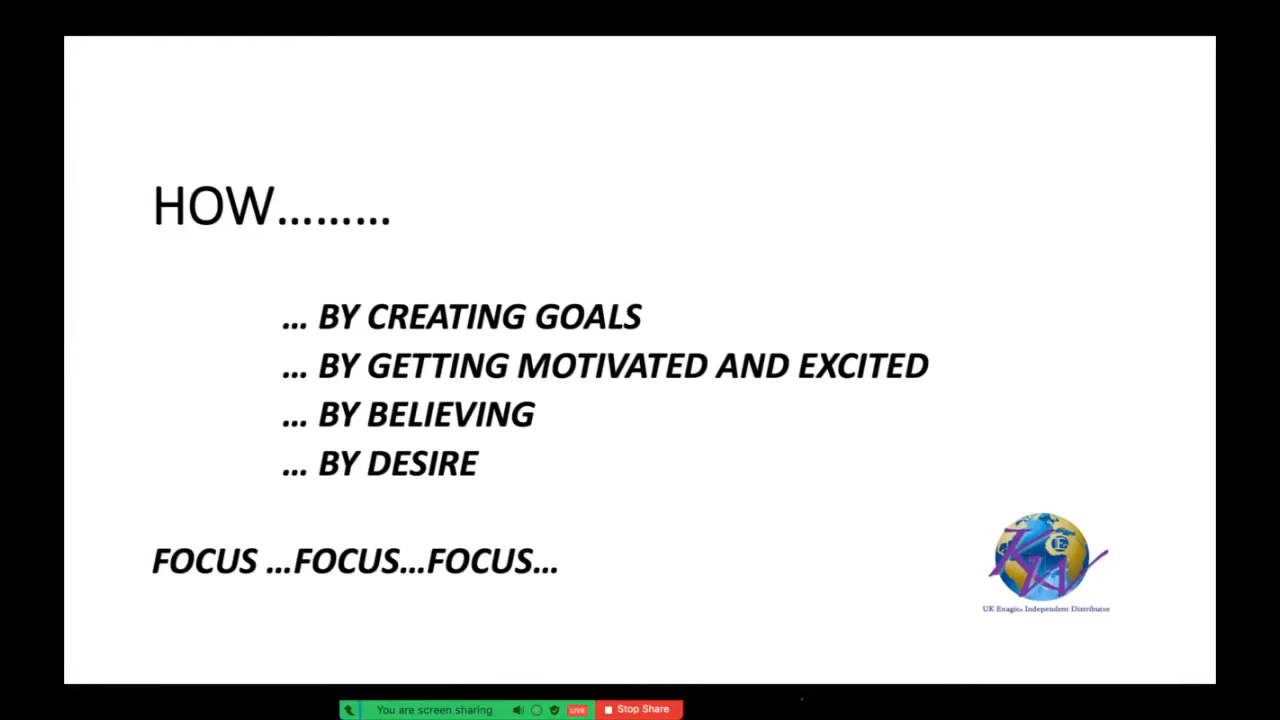 HOW………
… BY CREATING GOALS
… BY GETTING MOTIVATED AND EXCITED
… BY BELIEVING
… BY DESIRE
FOCUS …FOCUS…FOCUS…
E
KW
UK Enagic® Independent Distributor
You are screen sharing
LIVE
Stop Share